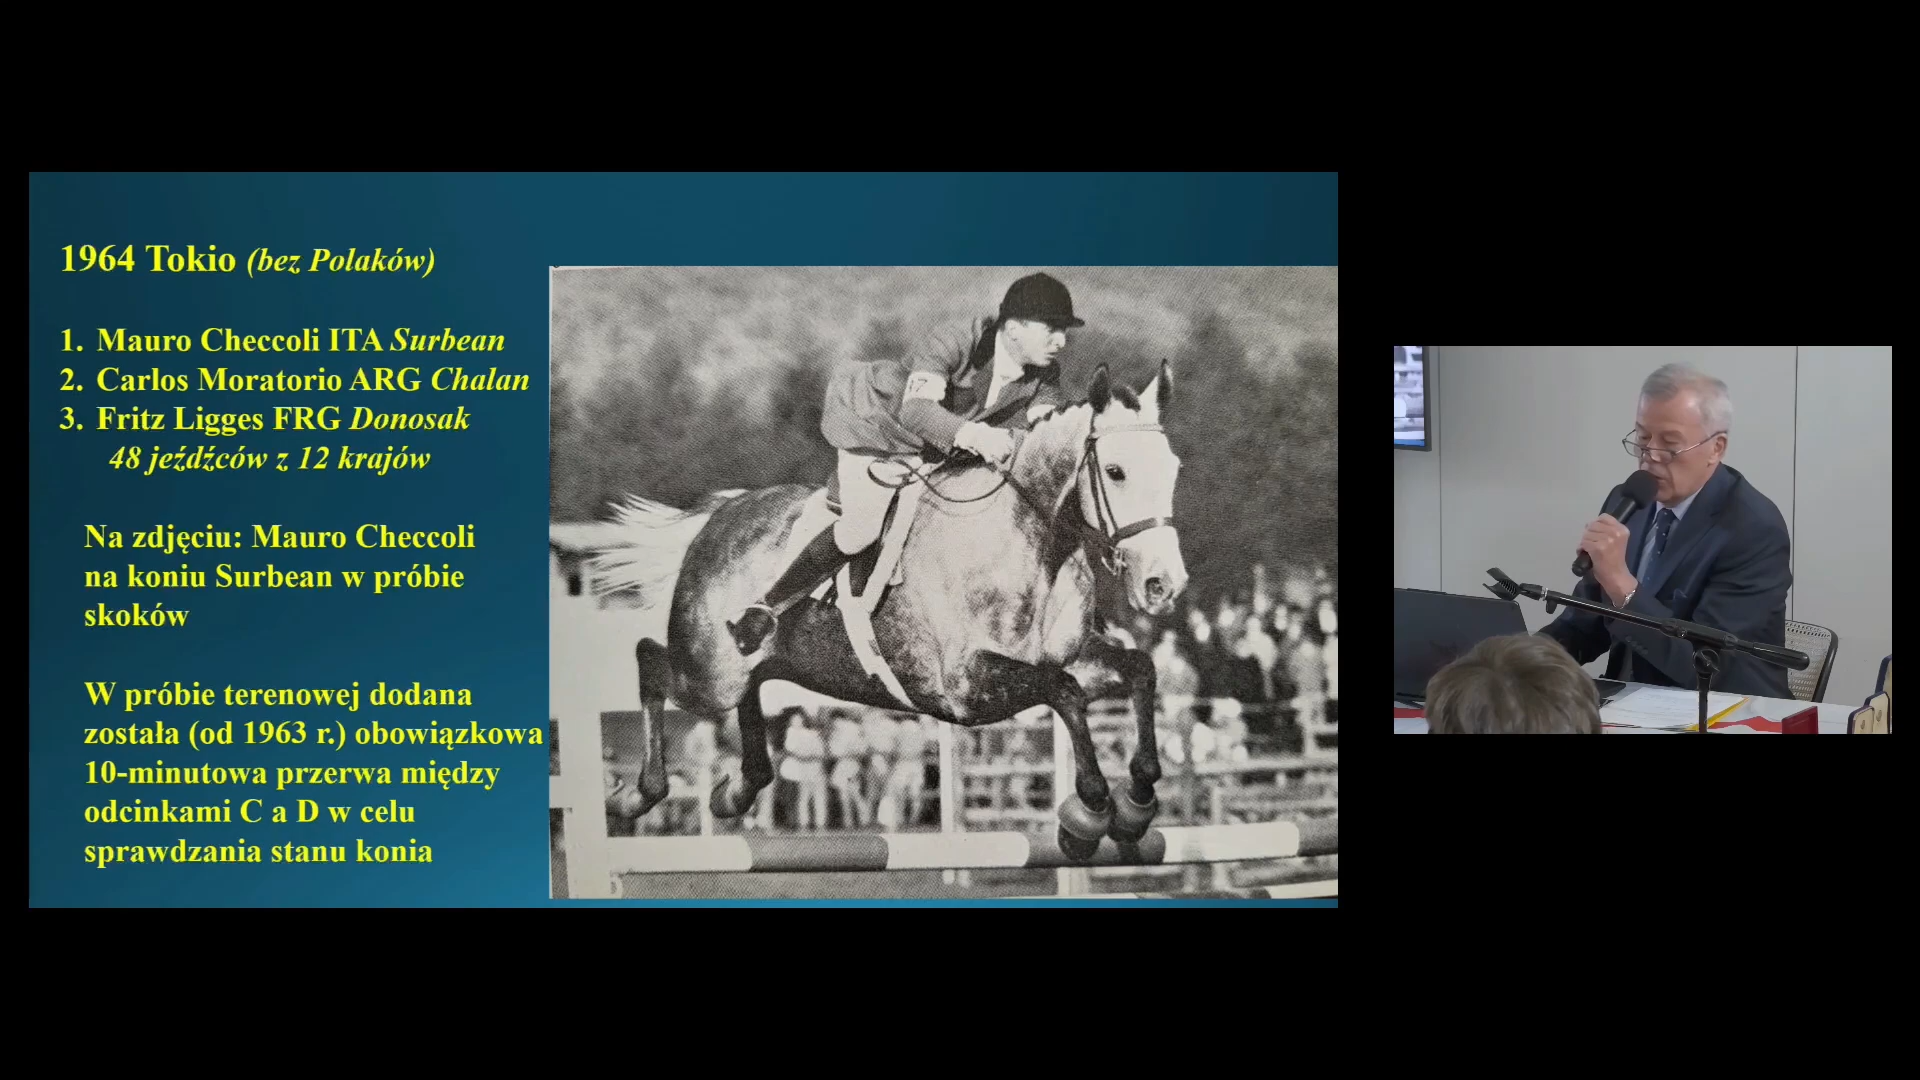 1964 Tokio (bez Polaków)
1. Mauro Checcoli ITA Surbean
2. Carlos Moratorio ARG Chalan
3. Fritz Ligges FRG Donosak
48 jeźdźców z 12 krajów
Na zdjęciu: Mauro Checcoli
na koniu Surbean w próbie
skoków
W próbie terenowej dodana
została (od 1963 r.) obowiązkowa
10-minutowa przerwa między
odcinkami C a D w celu
sprawdzania stanu konia
17